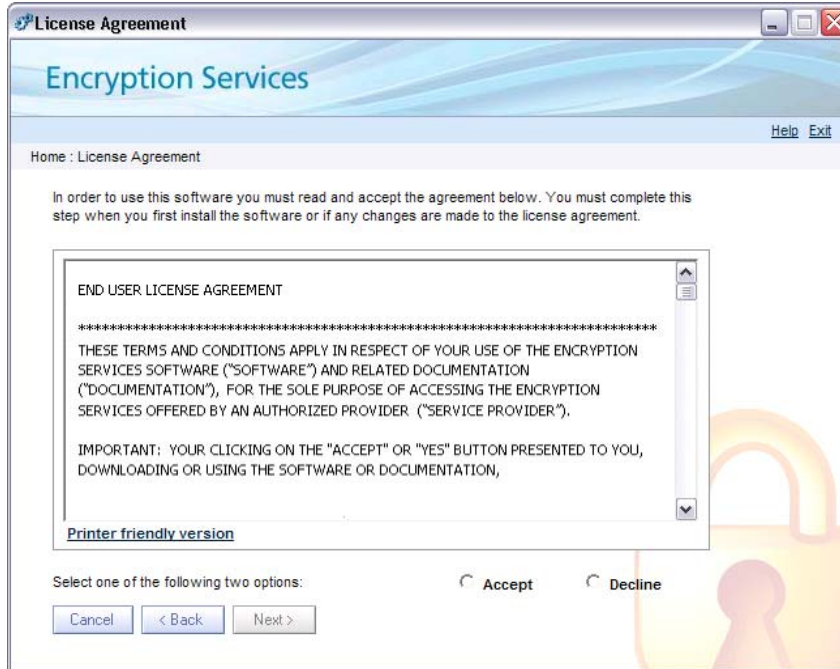 License Agreement
Encryption Services
Help Exit
Home : License Agreement
In order to use this software you must read and accept the agreement below. You must complete this
step when you first install the software or if any changes are made to the license agreement.
END USER LICENSE AGREEMENT
**************************************************************************
THESE TERMS AND CONDITIONS APPLY IN RESPECT OF YOUR USE OF THE ENCRYPTION
SERVICES SOFTWARE ("SOFTWARE") AND RELATED DOCUMENTATION
("DOCUMENTATION"), FOR THE SOLE PURPOSE OF ACCESSING THE ENCRYPTION
SERVICES OFFERED BY AN AUTHORIZED PROVIDER ("SERVICE PROVIDER").
IMPORTANT: YOUR CLICKING ON THE "ACCEPT" OR "YES" BUTTON PRESENTED TO YOU,
DOWNLOADING OR USING THE SOFTWARE OR DOCUMENTATION,
Printer friendly version
Select one of the following two options: Accept Decline
Cancel < Back Next >